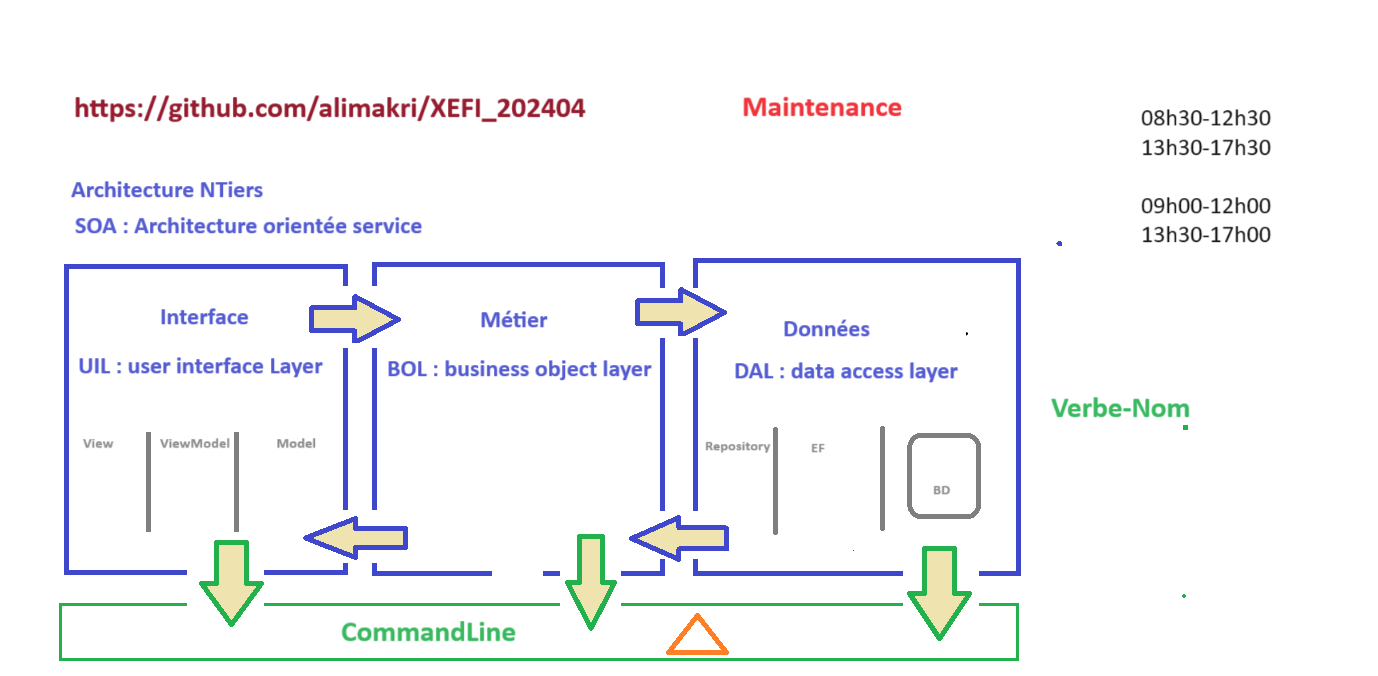 https://github.com/alimakri/XEFI_202404
Maintenance
08h30-12h30
13h30-17h30
09h00-12h00
13h30-17h00
Architecture NTiers
SOA : Architecture orientée service
Interface
UIL : user interface Layer
View
ViewModel
Model
Métier
BOL : business object layer
Données
DAL : data access layer
Repository
EF
BD
Verbe-Nom
CommandLine